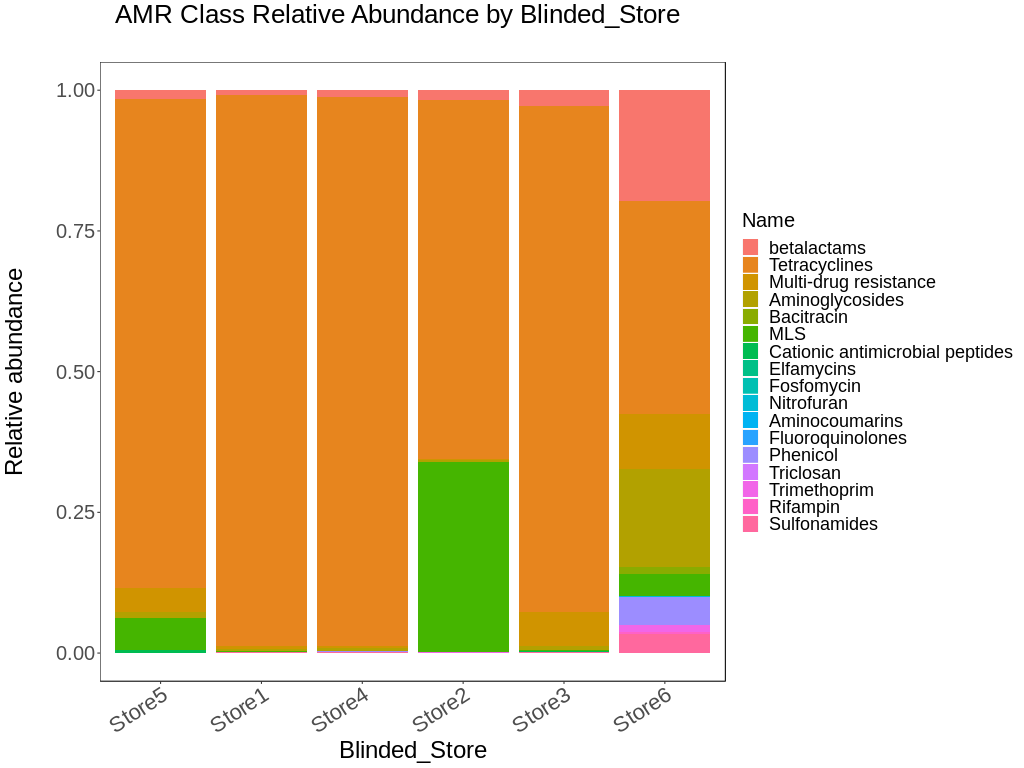 AMR Class Relative Abundance by Blinded_Store
Relative abundance
1.00
0.75
0.50
0.25
0.00
Store5
Store1
Store4
Store2
Store3
Store6
Blinded_Store
Name
betalactams
Tetracyclines
Multi-drug resistance
Aminoglycosides
Bacitracin
MLS
Cationic antimicrobial peptides
Elfamycins
Fosfomycin
Nitrofuran
Aminocoumarins
Fluoroquinolones
Phenicol
Triclosan
Trimethoprim
Rifampin
Sulfonamides